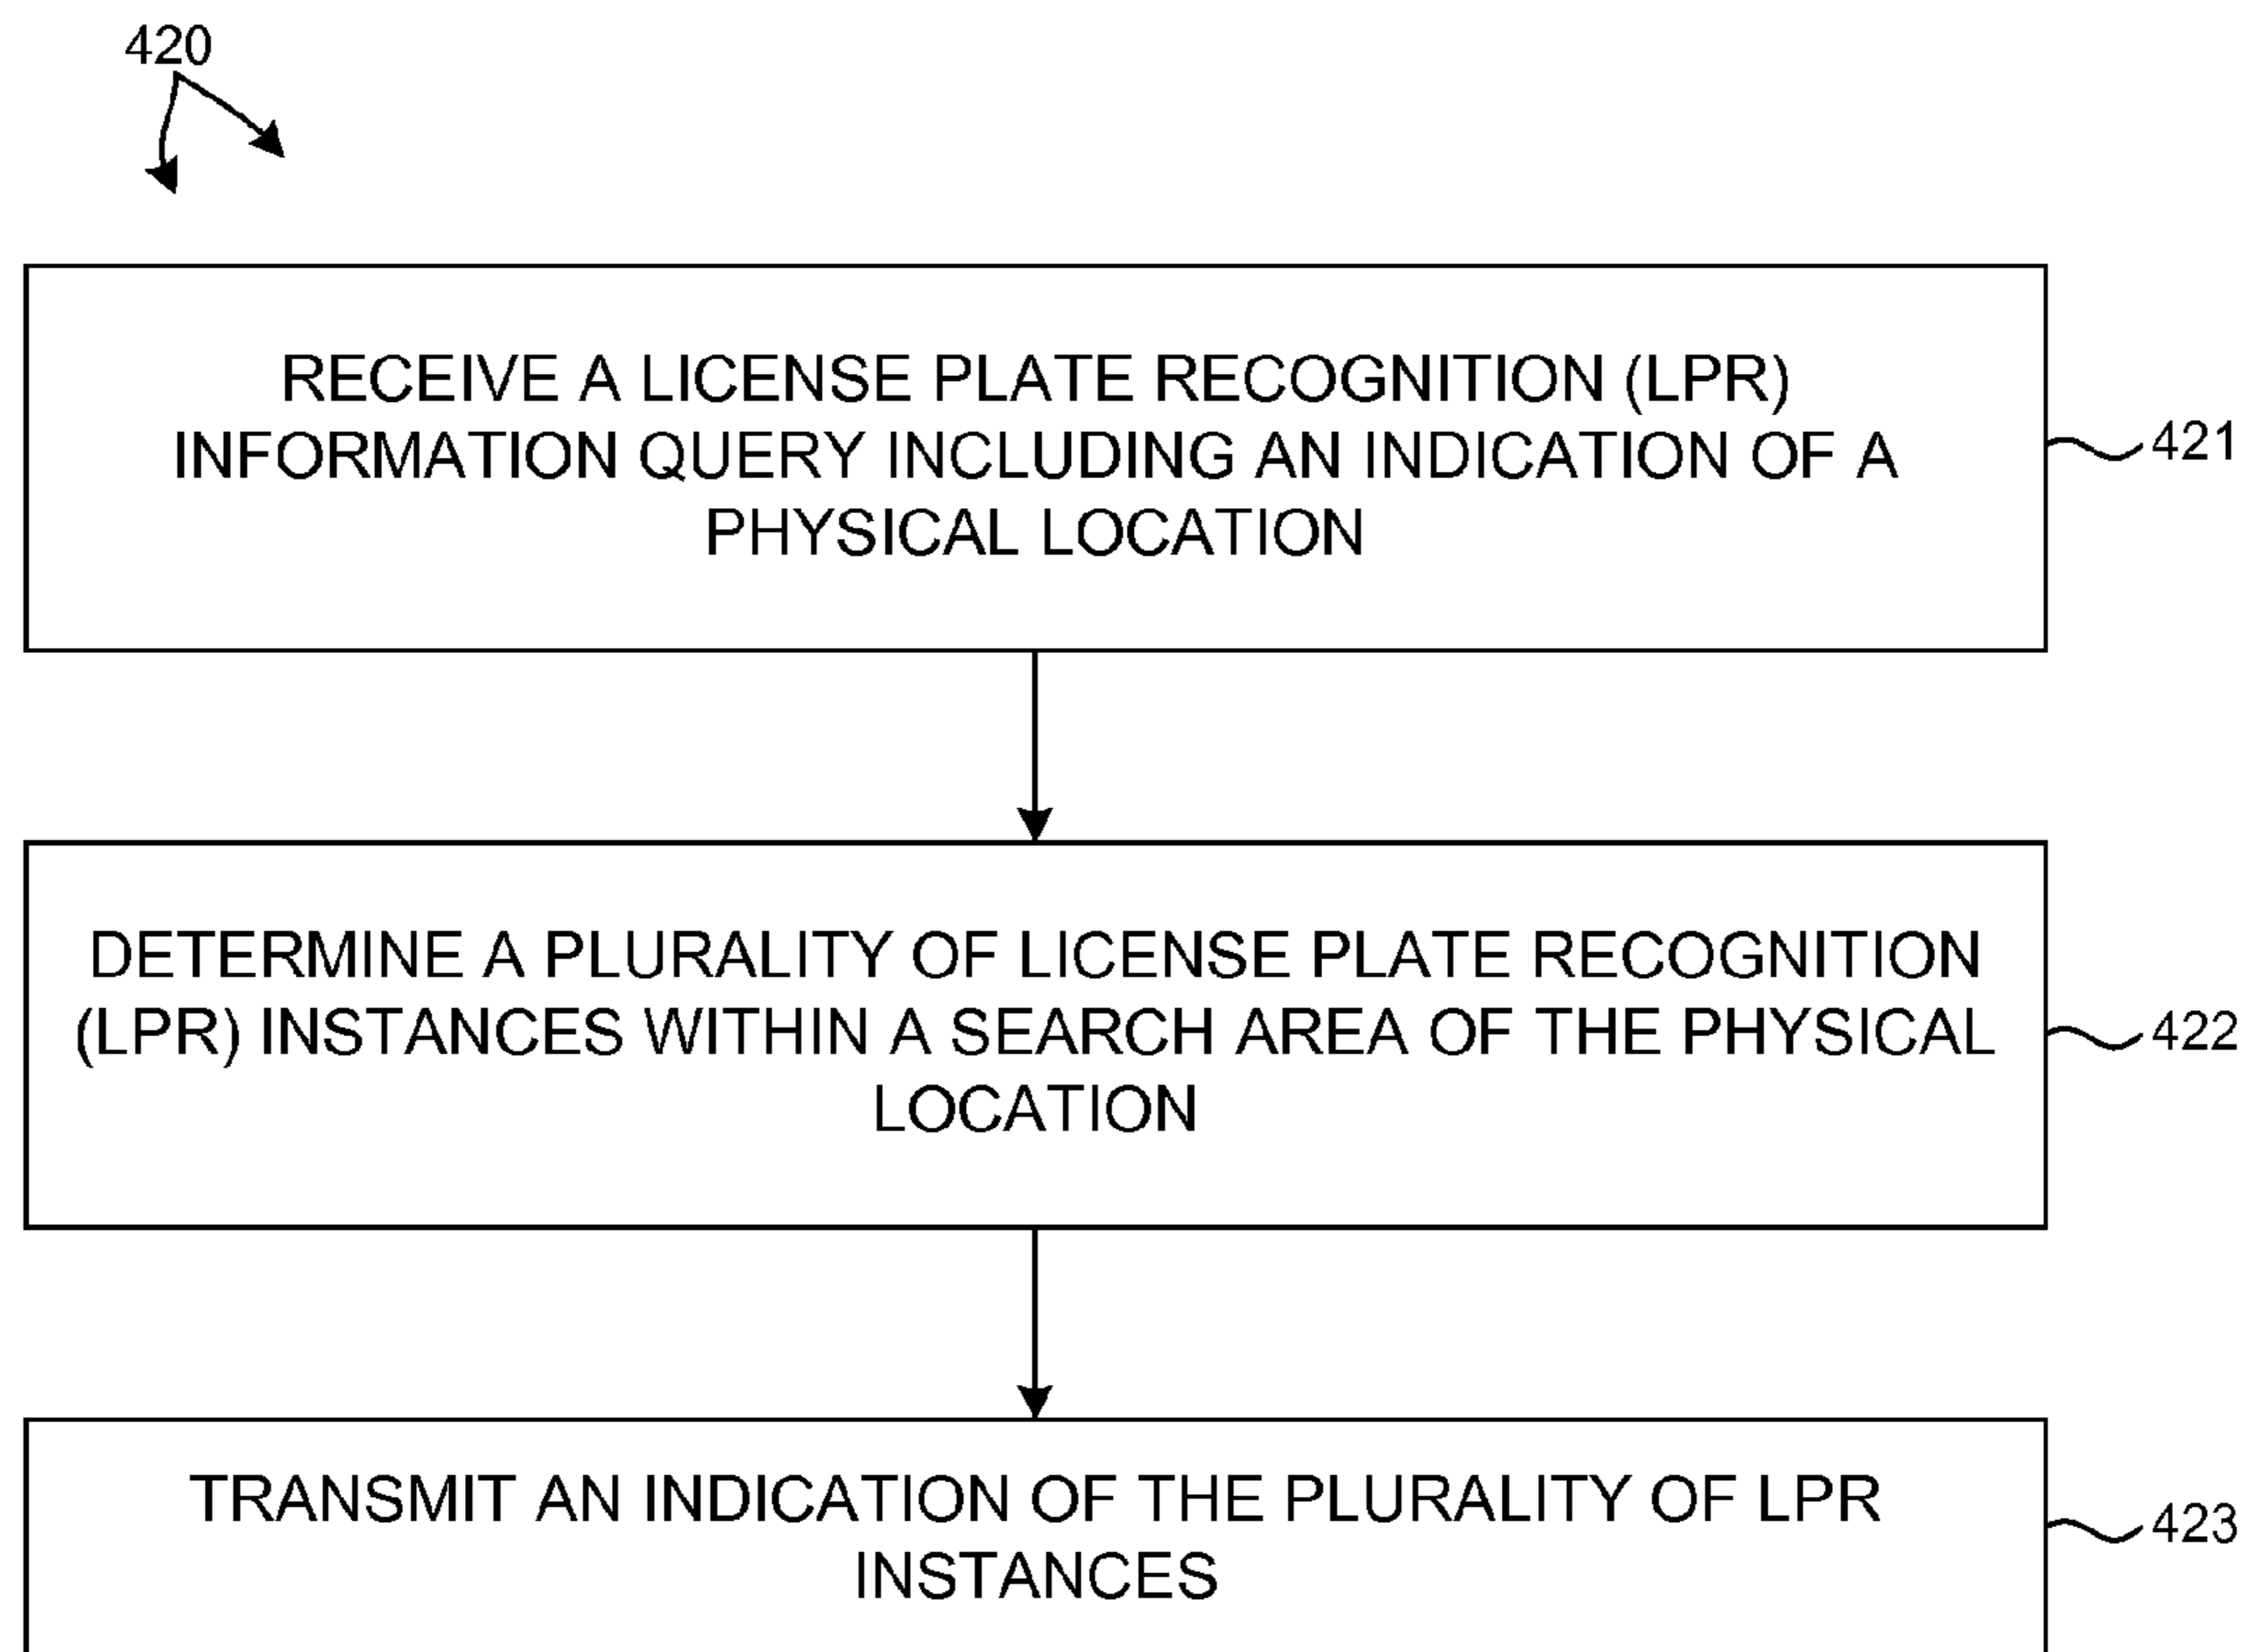 420
RECEIVE A LICENSE PLATE RECOGNITION (LPR)
INFORMATION QUERY INCLUDING AN INDICATION OF A
PHYSICAL LOCATION
421
DETERMINE A PLURALITY OF LICENSE PLATE RECOGNITION
(LPR) INSTANCES WITHIN A SEARCH AREA OF THE PHYSICAL
LOCATION
422
TRANSMIT AN INDICATION OF THE PLURALITY OF LPR
INSTANCES
423